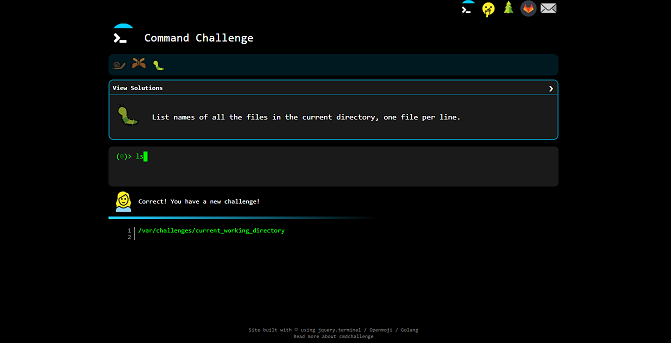 Command Challenge
View Solutions
List names of all the files in the current directory, one file per line.
(0)> ls
Correct! You have a new challenge!
1 /var/challenges/current_working_directory
2
Site built with using jquery.terminal / Openmoji / Golang
Read more about cmdchallenge